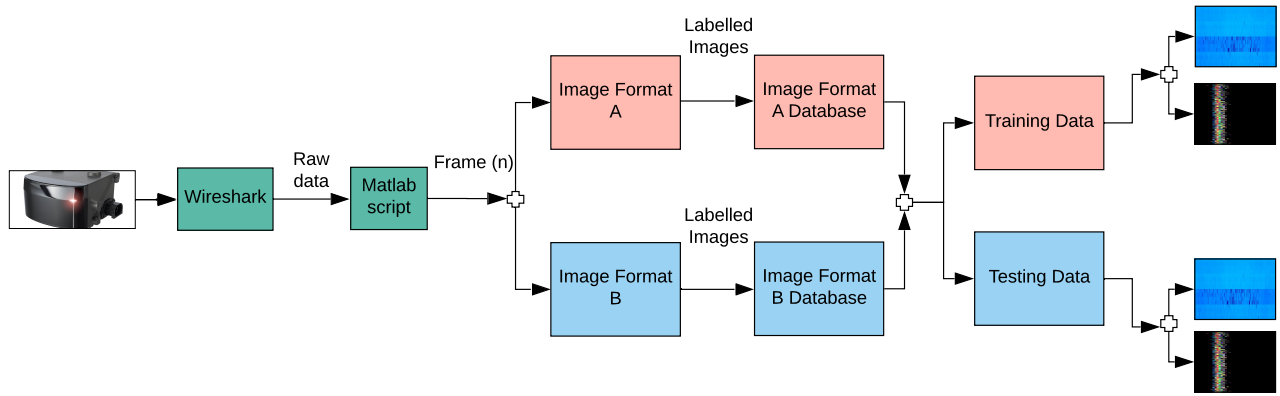 Wireshark
Raw
data
Matlab
script
Frame (n)
Image Format
A
Labelled
Images
Image Format
A Database
Image Format
B
Labelled
Images
Image Format
B Database
Training Data
Testing Data